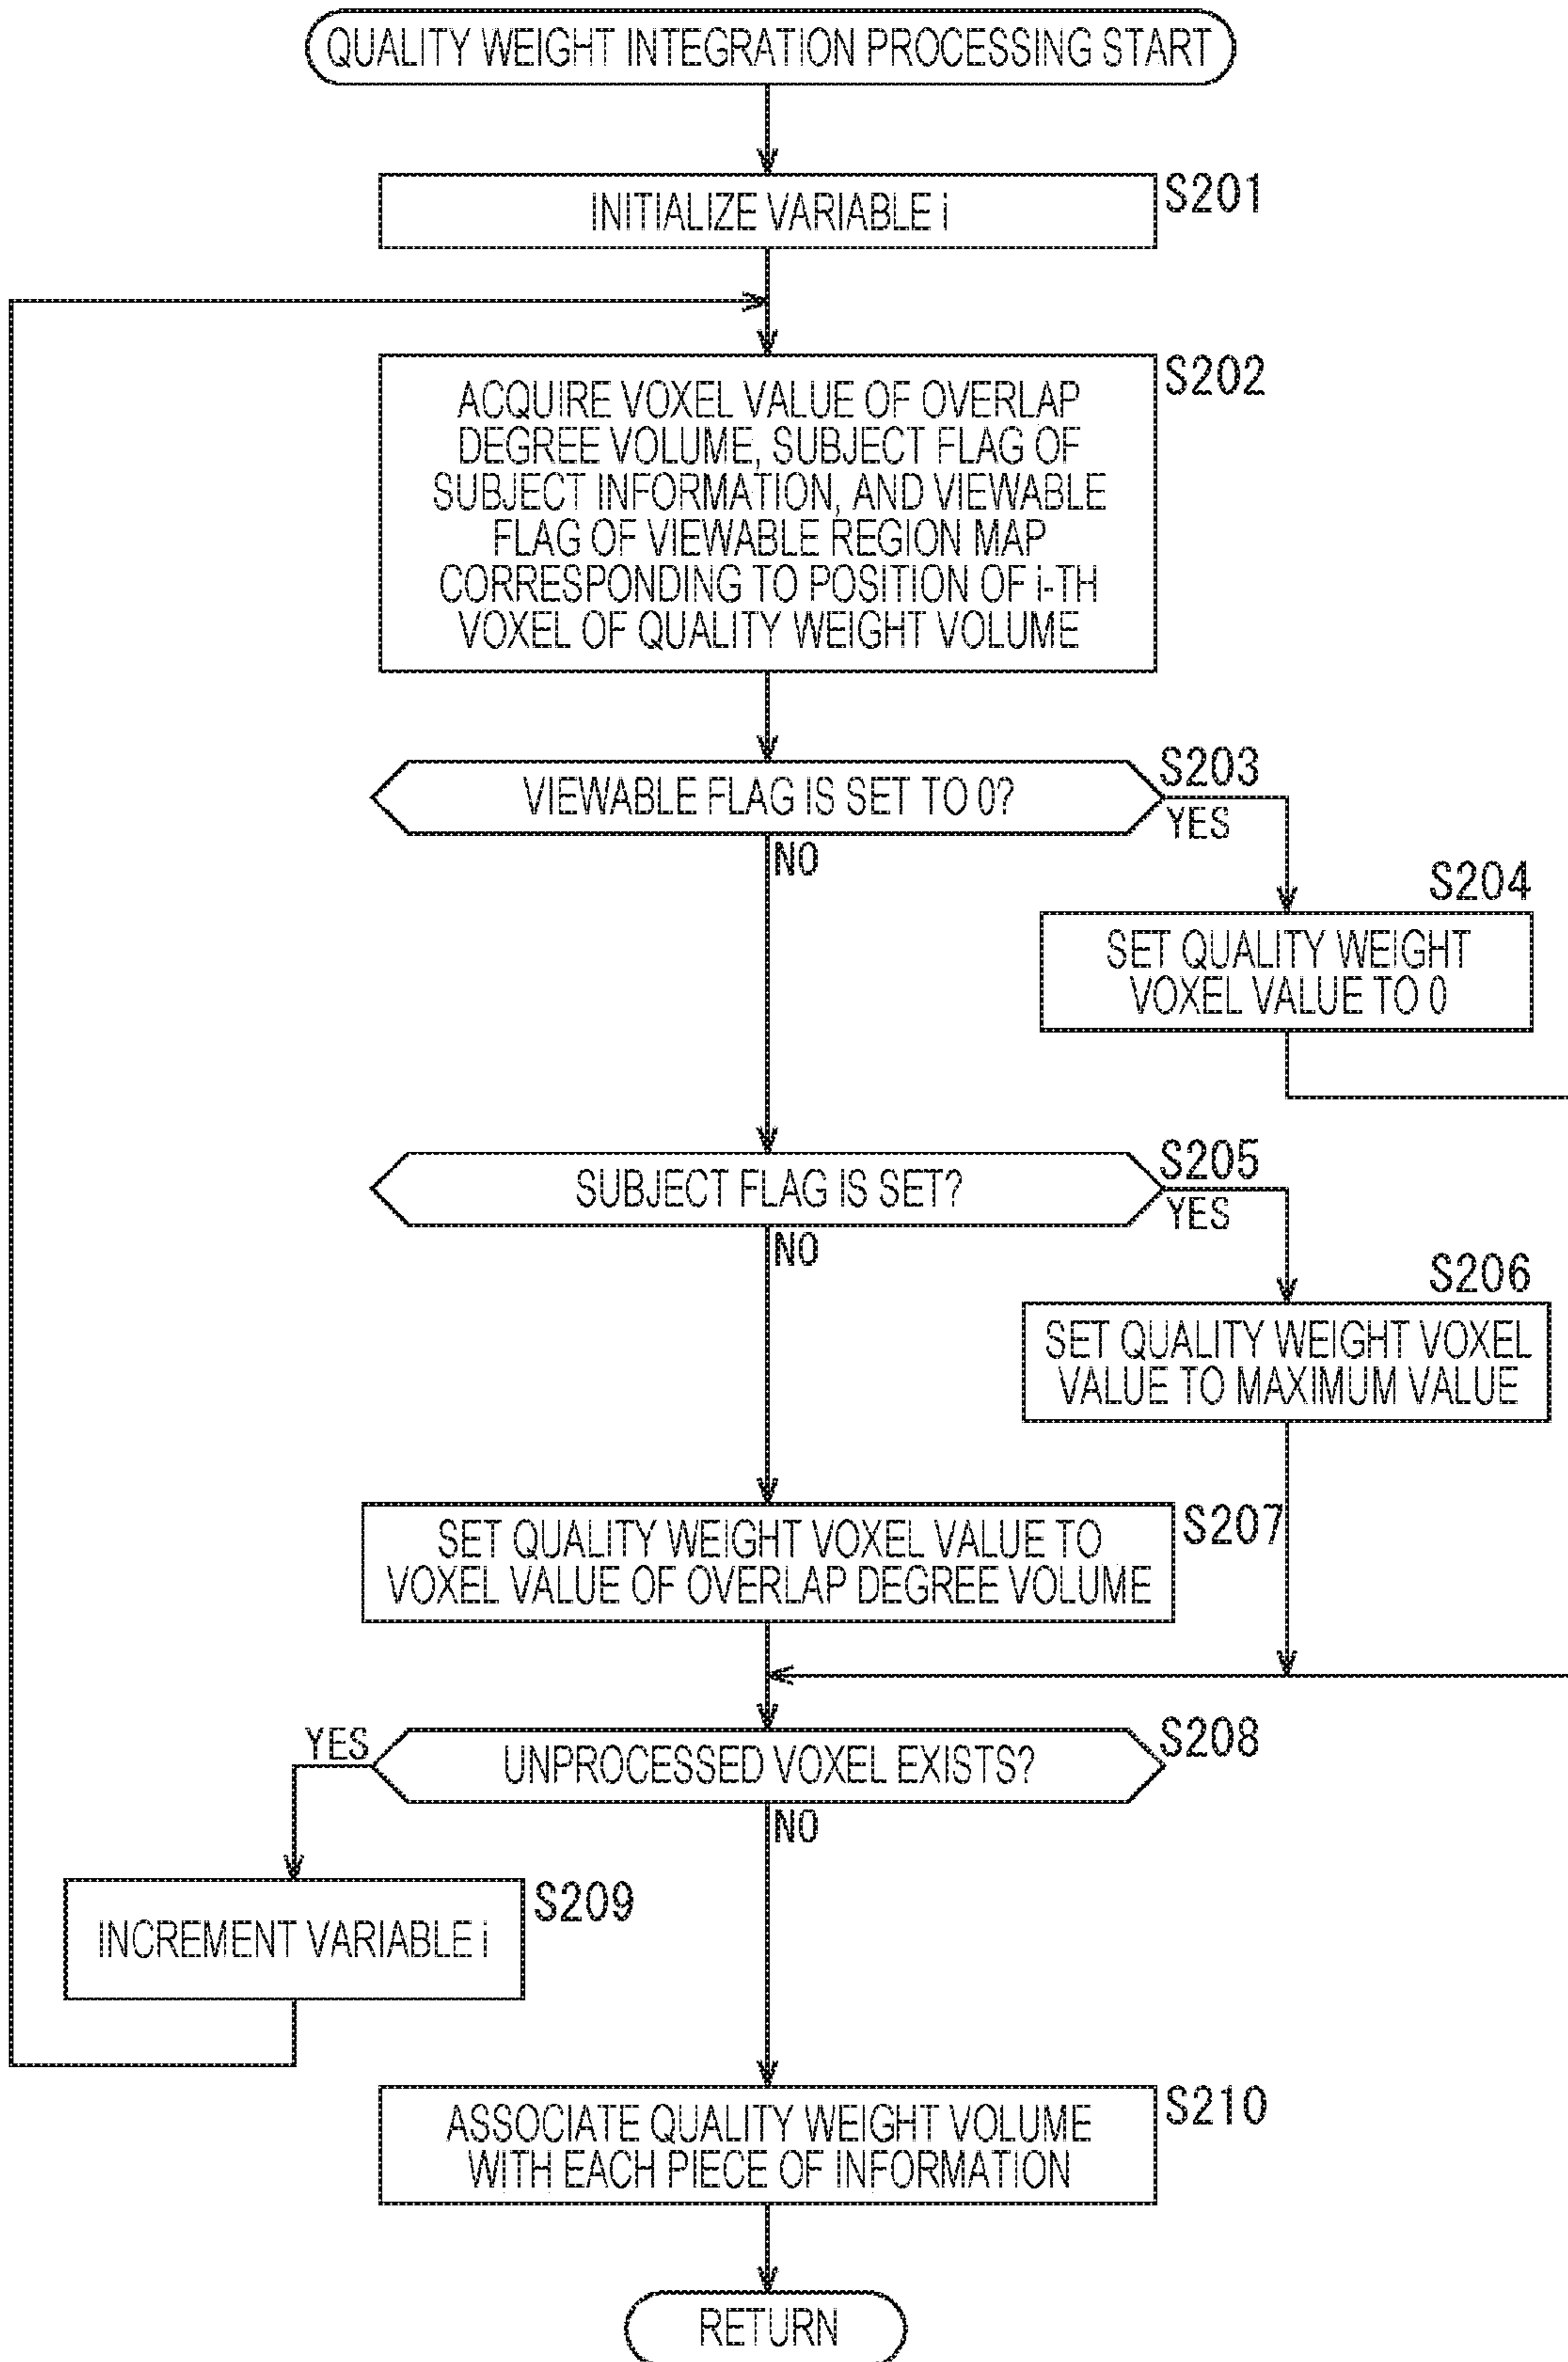 QUALITY WEIGHT INTEGRATION PROCESSING START
INITIALIZE VARIABLE i
S201
ACQUIRE VOXEL VALUE OF OVERLAP
DEGREE VOLUME, SUBJECT FLAG OF
SUBJECT INFORMATION, AND VIEWABLE
FLAG OF VIEWABLE REGION MAP
CORRESPONDING TO POSITION OF i-TH
VOXEL OF QUALITY WEIGHT VOLUME
S202
VIEWABLE FLAG IS SET TO 0?
S203
YES
NO
S204
SET QUALITY WEIGHT
VOXEL VALUE TO 0
SUBJECT FLAG IS SET?
S205
YES
NO
S206
SET QUALITY WEIGHT VOXEL
VALUE TO MAXIMUM VALUE
SET QUALITY WEIGHT VOXEL VALUE TO
VOXEL VALUE OF OVERLAP DEGREE VOLUME
S207
YES
UNPROCESSED VOXEL EXISTS?
S208
NO
INCREMENT VARIABLE i
S209
ASSOCIATE QUALITY WEIGHT VOLUME
WITH EACH PIECE OF INFORMATION
S210
RETURN